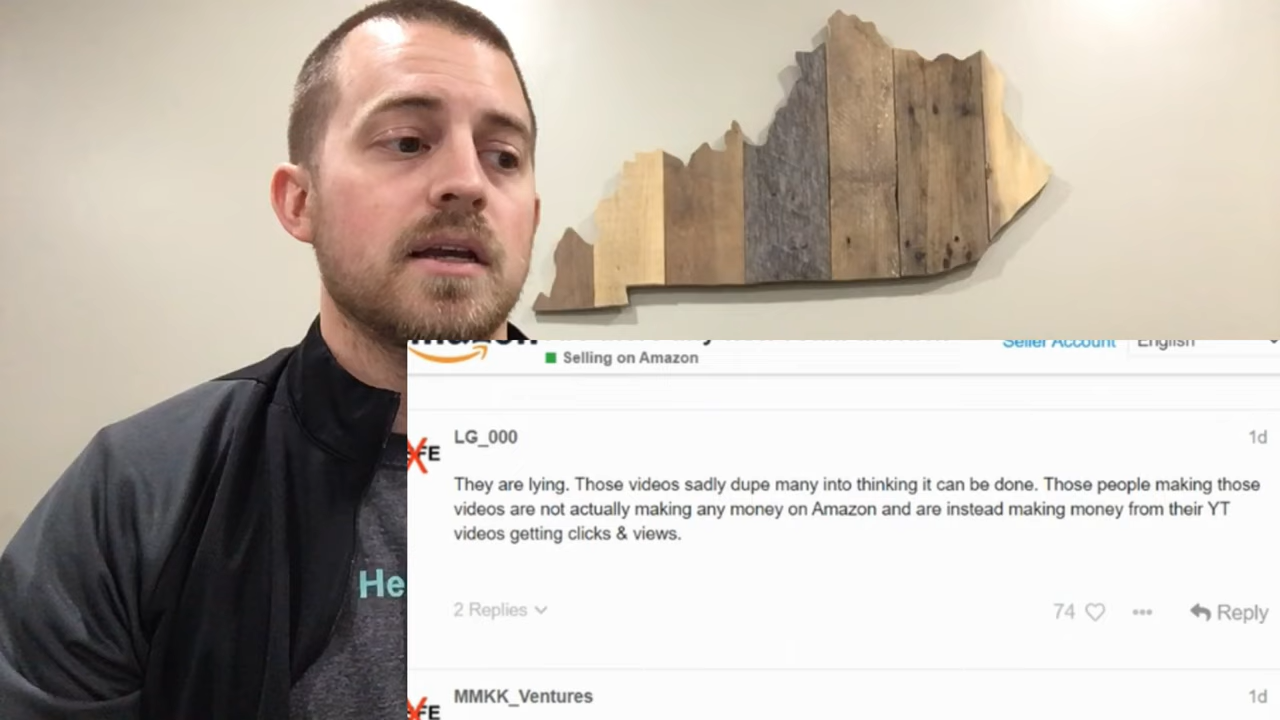 Selling on Amazon
Seller Account
English
FE
LG_000
1d
They are lying. Those videos sadly dupe many into thinking it can be done. Those people making those
videos are not actually making any money on Amazon and are instead making money from their YT
videos getting clicks & views.
He
2 Replies
74
Reply
FE
MMKK_Ventures
1d